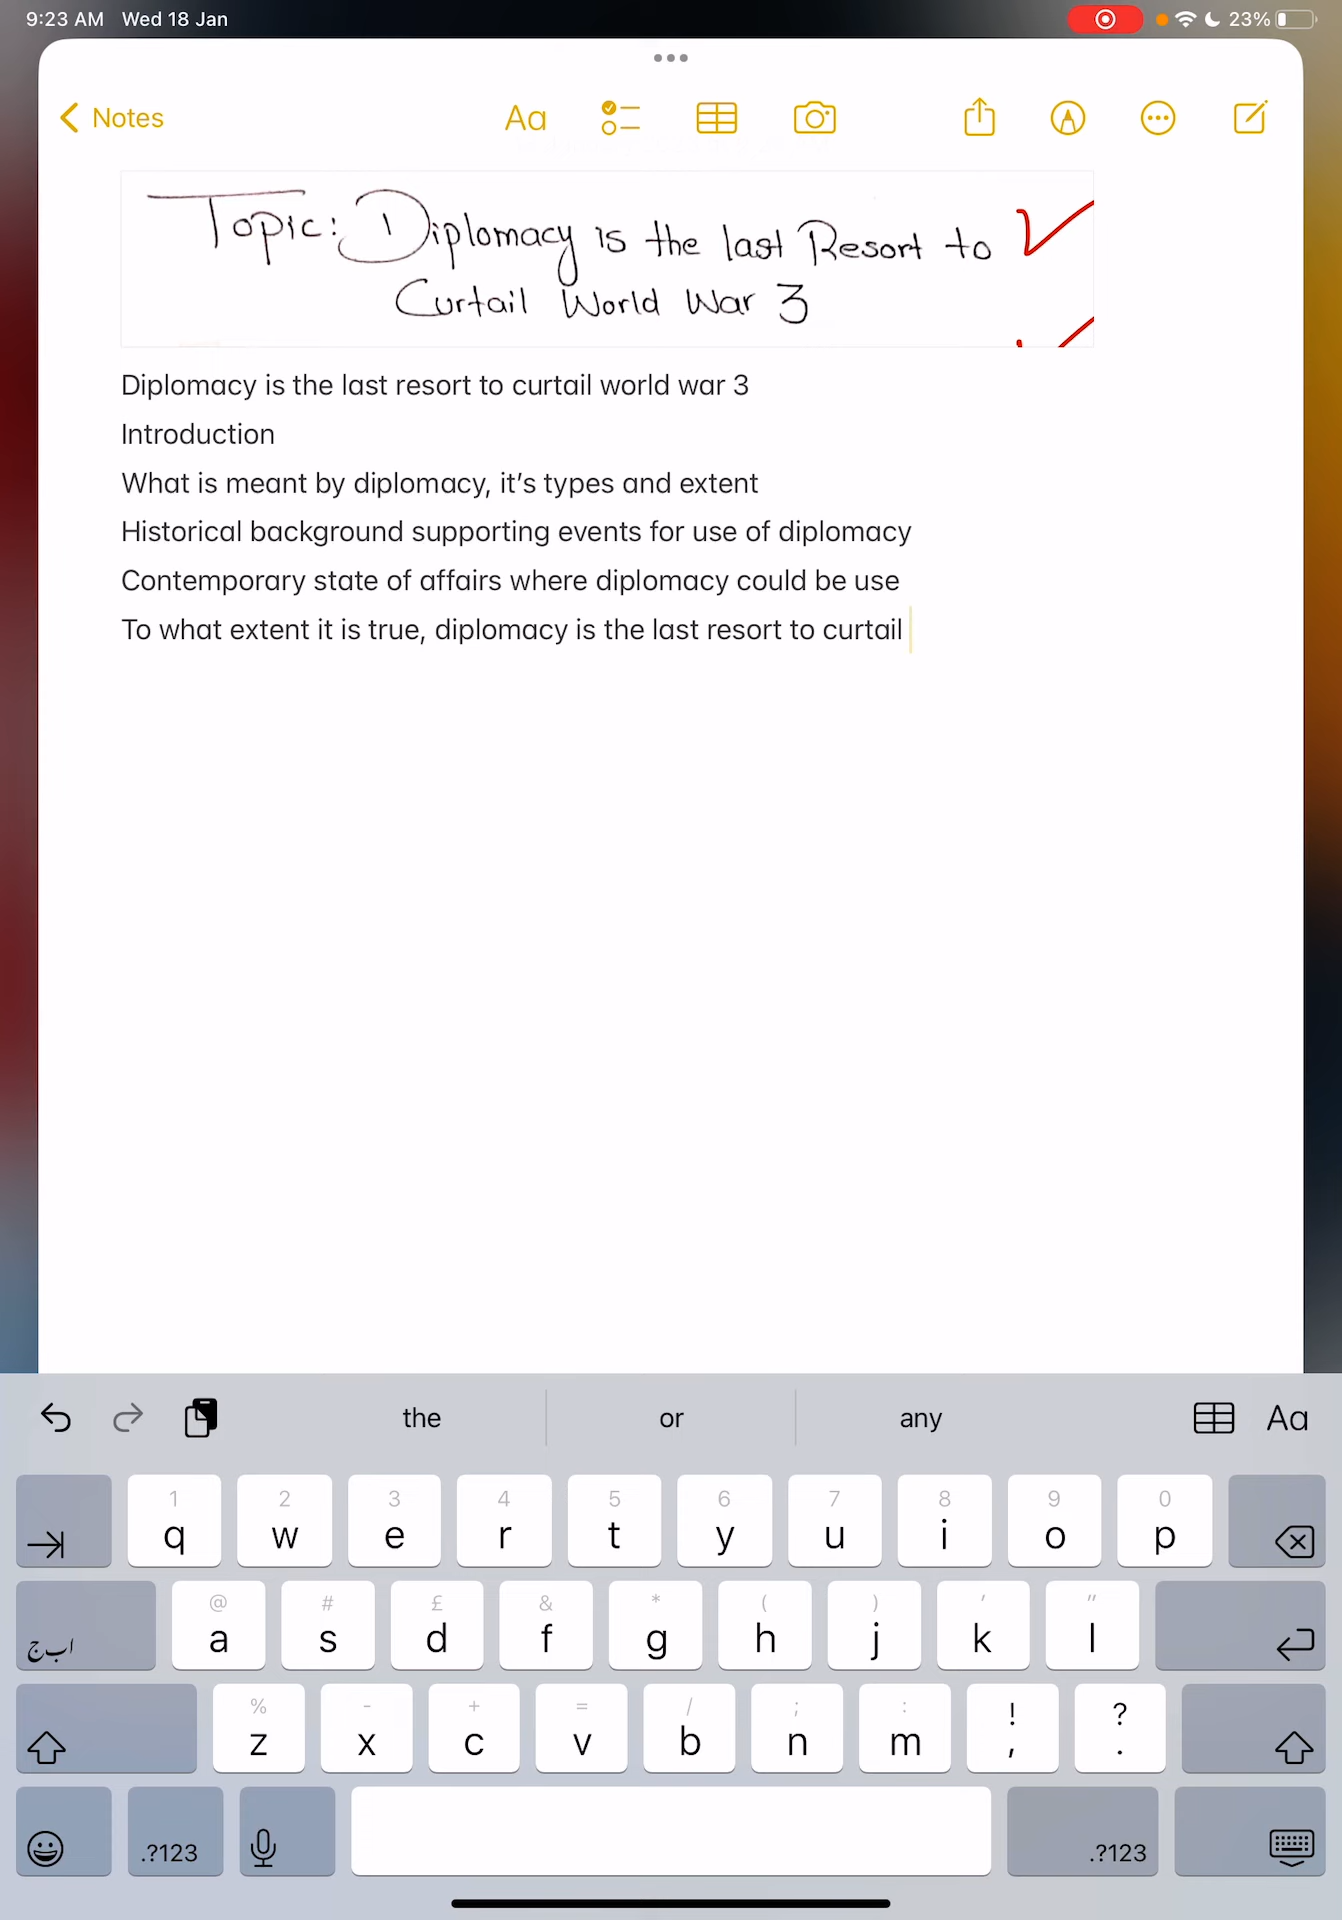 9:23 AM Wed 18 Jan 23%
Notes Aa
Topic: Diplomacy is the last Resort to
Curtail World War 3
Diplomacy is the last resort to curtail world war 3
Introduction
What is meant by diplomacy, it's types and extent
Historical background supporting events for use of diplomacy
Contemporary state of affairs where diplomacy could be use
To what extent it is true, diplomacy is the last resort to curtail
the or any Aa
1 2 3 4 5 6 7 8 9 0
q w e r t y u i o p
@ # £ & * ( ) ' "
ا ب ج a s d f g h j k l
% - + = / ; : ! ?
z x c v b n m , .
.?123 .?123